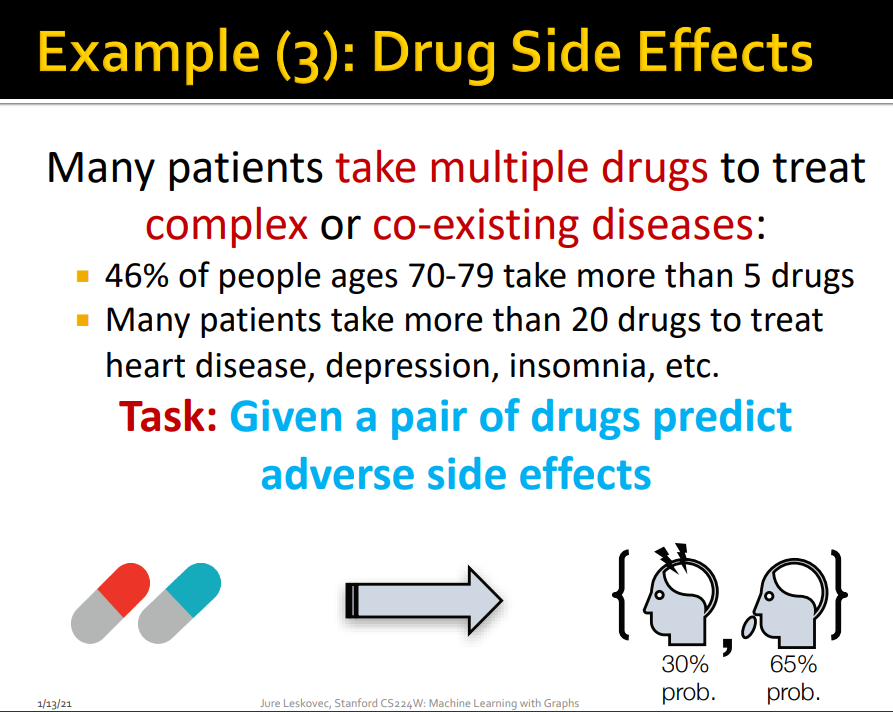 Example (3): Drug Side Effects
Many patients take multiple drugs to treat
complex or co-existing diseases:
46% of people ages 70-79 take more than 5 drugs
Many patients take more than 20 drugs to treat
heart disease, depression, insomnia, etc.
Task: Given a pair of drugs predict
adverse side effects
{ , }
30% 65%
prob. prob.
1/13/21 Jure Leskovec, Stanford CS224W: Machine Learning with Graphs